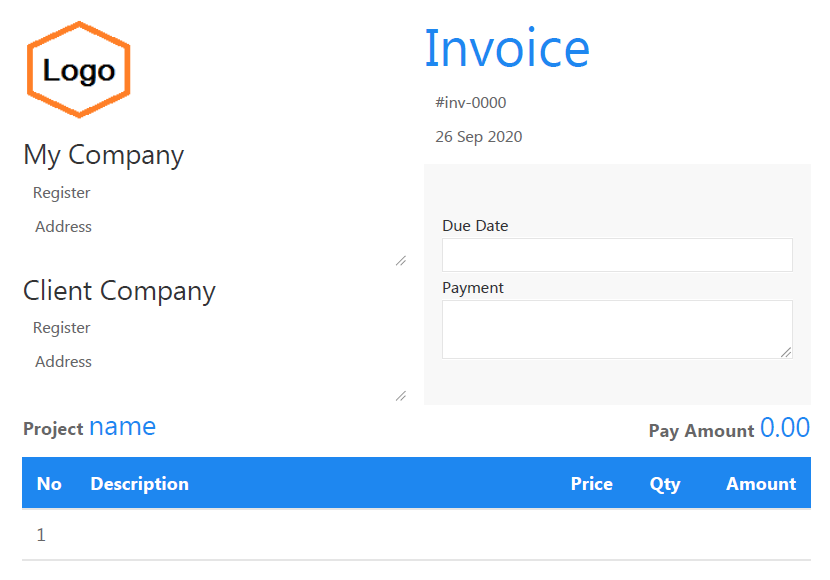 Logo
Invoice
#inv-0000
26 Sep 2020
My Company
Register
Address
Due Date
Payment
Client Company
Register
Address
Project name
Pay Amount 0.00
No Description Price Qty Amount
1